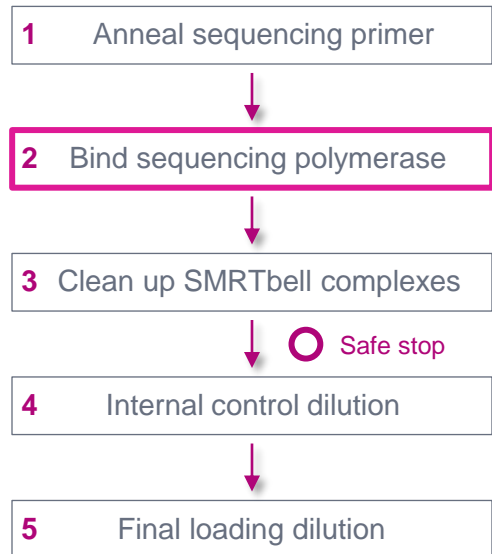 1 Anneal sequencing primer
2 Bind sequencing polymerase
3 Clean up SMRTbell complexes
Safe stop
4 Internal control dilution
5 Final loading dilution